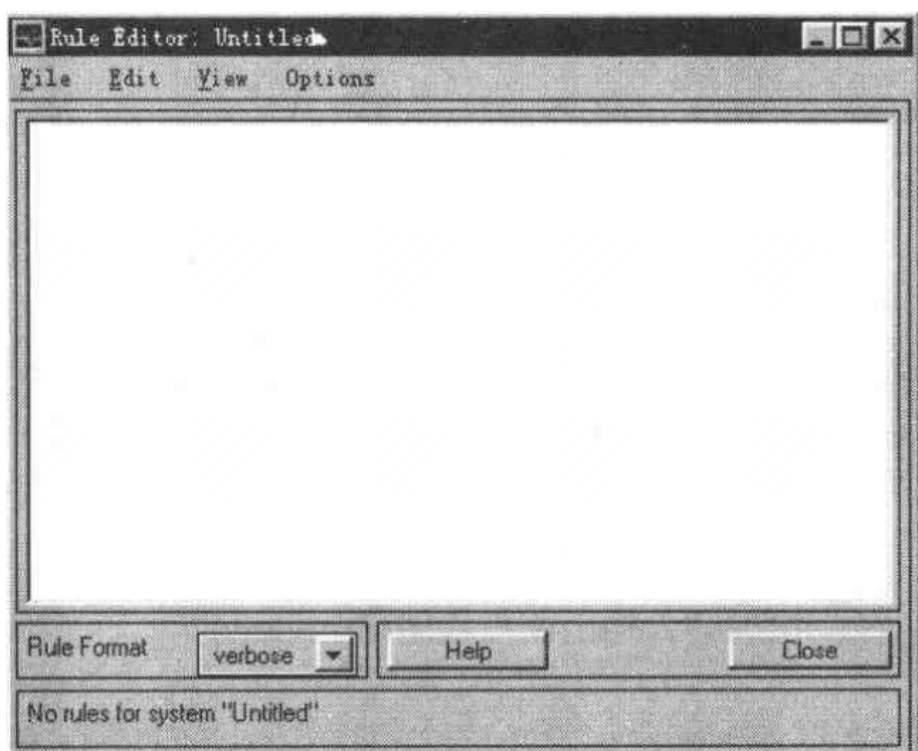 Rule Editor: Untitled
File Edit View Options
Rule Format verbose Help Close
No rules for system "Untitled"